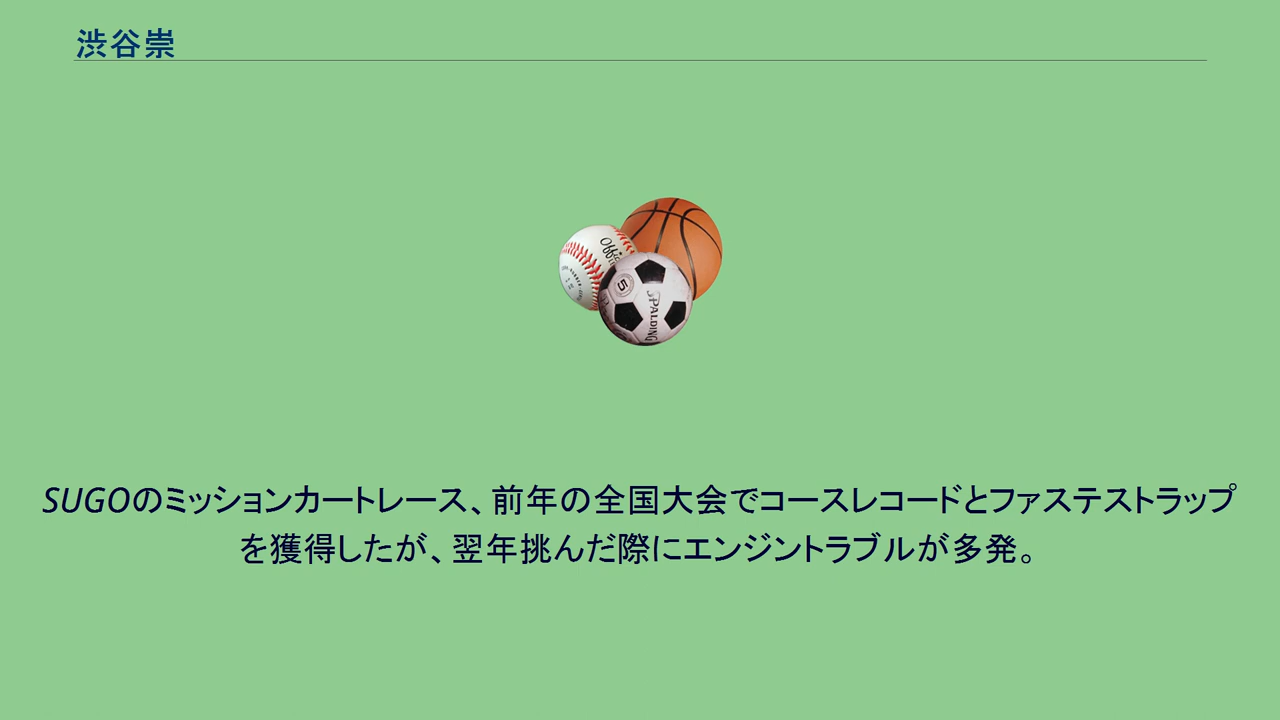 渋谷崇
Offic
5
SPALDING
SUGOのミッションカートレース、前年の全国大会でコースレコードとファステストラップ
を獲得したが、翌年挑んだ際にエンジントラブルが多発。